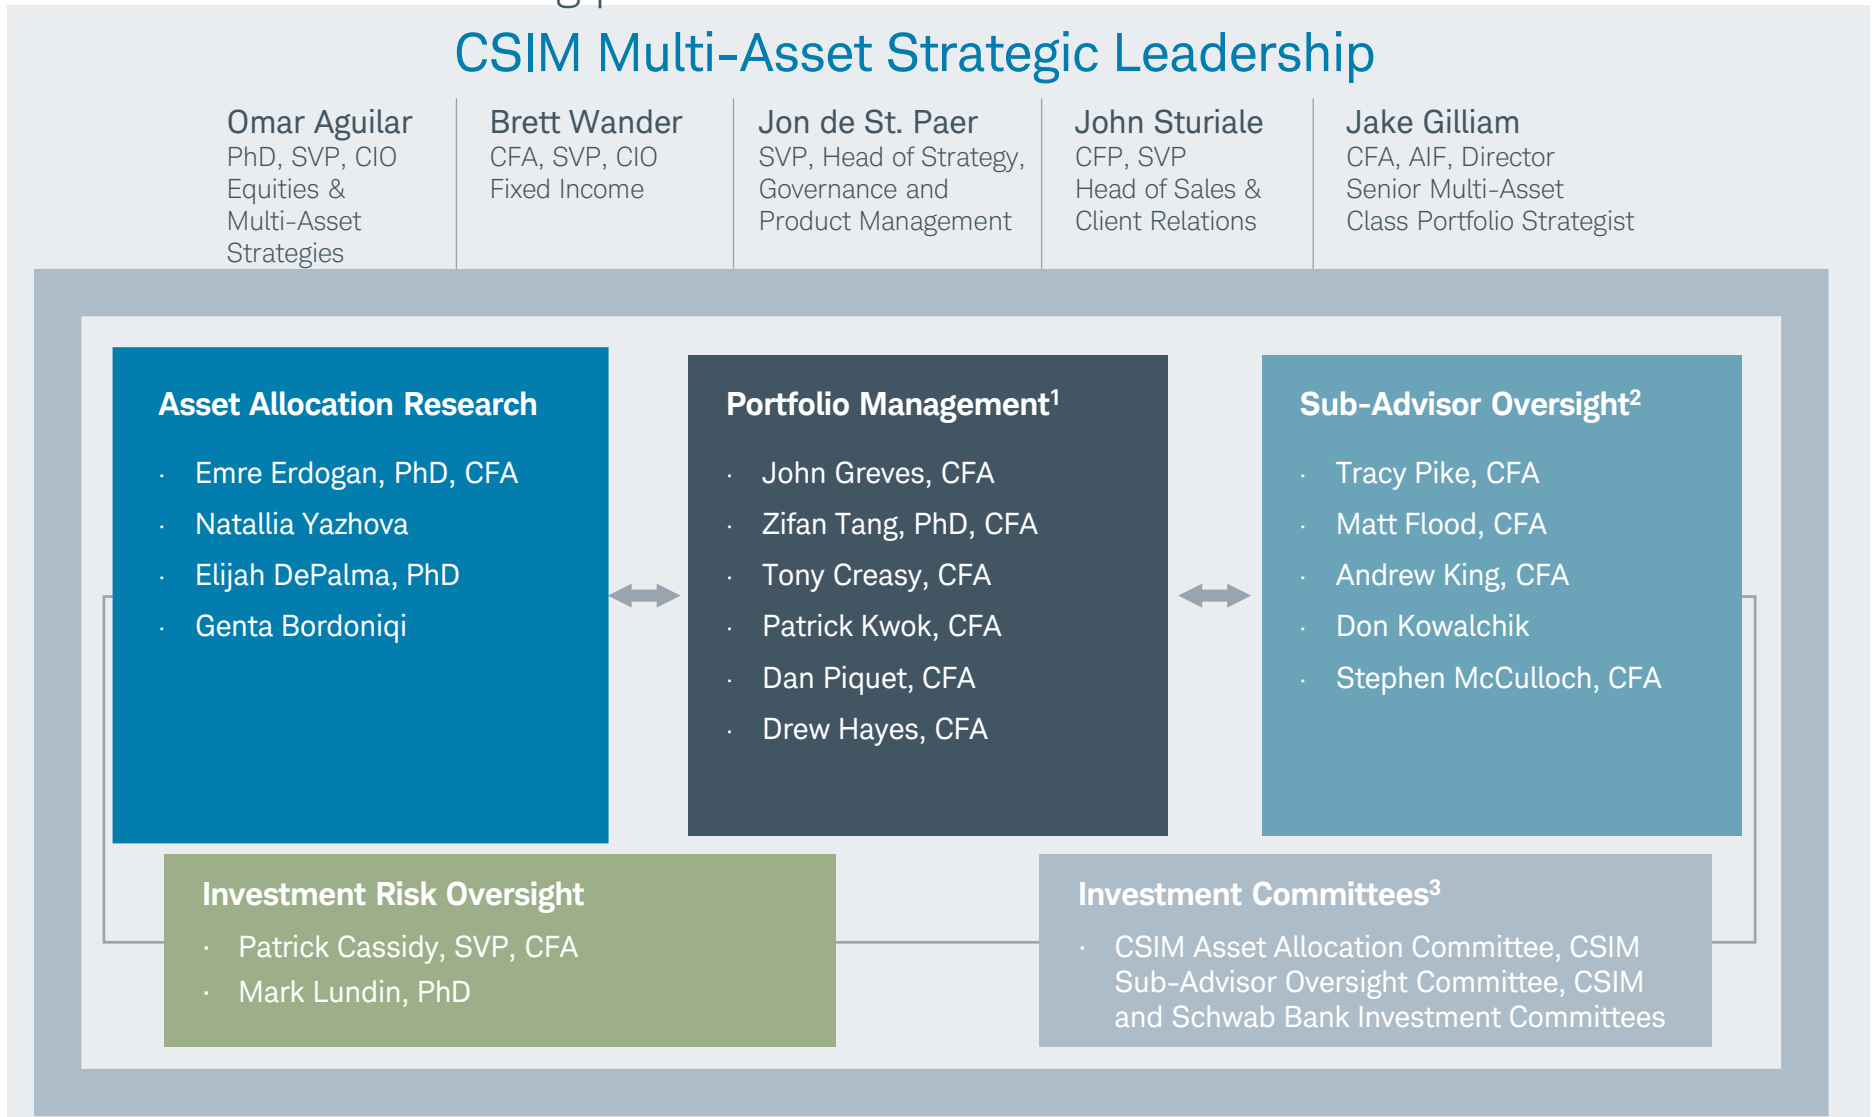 CSIM Multi-Asset Strategic Leadership
Omar Aguilar
PhD, SVP, CIO
Equities &
Multi-Asset
Strategies
Brett Wander
CFA, SVP, CIO
Fixed Income
Jon de St. Paer
SVP, Head of Strategy,
Governance and
Product Management
John Sturiale
CFP, SVP
Head of Sales &
Client Relations
Jake Gilliam
CFA, AIF, Director
Senior Multi-Asset
Class Portfolio Strategist
Asset Allocation Research
· Emre Erdogan, PhD, CFA
· Natallia Yazhova
· Elijah DePalma, PhD
· Genta Bordoniqi
Portfolio Management¹
· John Greves, CFA
· Zifan Tang, PhD, CFA
· Tony Creasy, CFA
· Patrick Kwok, CFA
· Dan Piquet, CFA
· Drew Hayes, CFA
Sub-Advisor Oversight²
· Tracy Pike, CFA
· Matt Flood, CFA
· Andrew King, CFA
· Don Kowalchik
· Stephen McCulloch, CFA
Investment Risk Oversight
· Patrick Cassidy, SVP, CFA
· Mark Lundin, PhD
Investment Committees³
· CSIM Asset Allocation Committee, CSIM
Sub-Advisor Oversight Committee, CSIM
and Schwab Bank Investment Committees